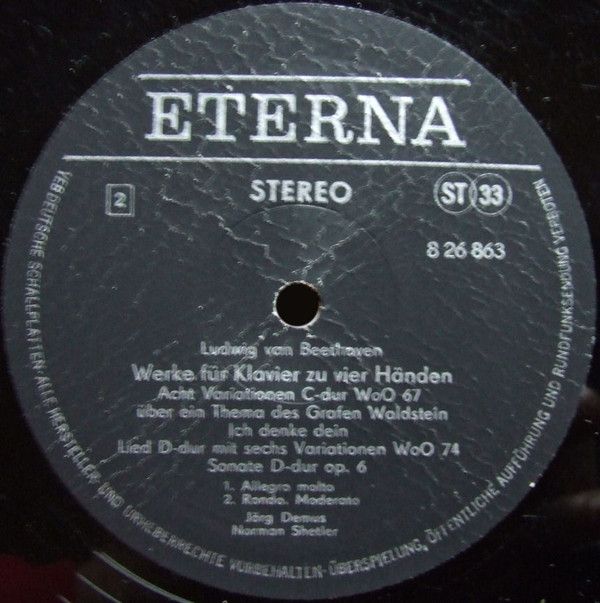 ETERNA
2
STEREO
ST 33
8 26 863
Ludwig van Beethoven
Werke für Klavier zu vier Händen
Acht Variationen C-dur WoO 67
über ein Thema des Grafen Waldstein
Ich denke dein
Lied D-dur mit sechs Variationen WoO 74
Sonate D-dur op. 6
1. Allegro molto
2. Rondo. Moderato
Jörg Demus
Norman Shetler
VEB DEUTSCHE SCHALLPLATTEN · ALLE HERSTELLER- UND URHEBERRECHTE VORBEHALTEN · ÜBERSPIELUNG, ÖFFENTLICHE AUFFÜHRUNG UND RUNDFUNKSENDUNG VERBOTEN